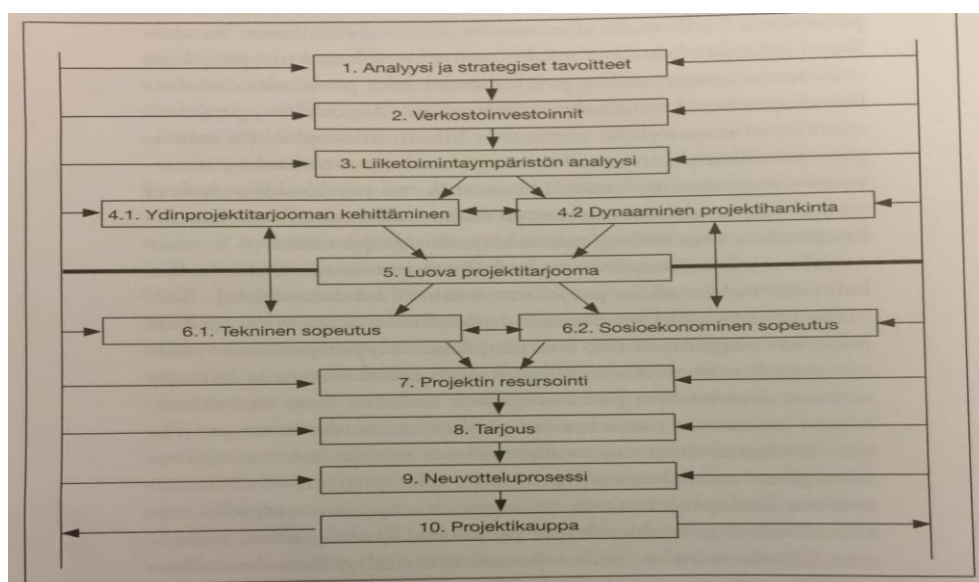 1. Analyysi ja strategiset tavoitteet
2. Verkostoinvestoinnit
3. Liiketoimintaympäristön analyysi
4.1. Ydinprojektitarjooman kehittäminen
4.2 Dynaaminen projektihankinta
5. Luova projektitarjooma
6.1. Tekninen sopeutus
6.2. Sosioekonominen sopeutus
7. Projektin resursointi
8. Tarjous
9. Neuvotteluprosessi
10. Projektikauppa